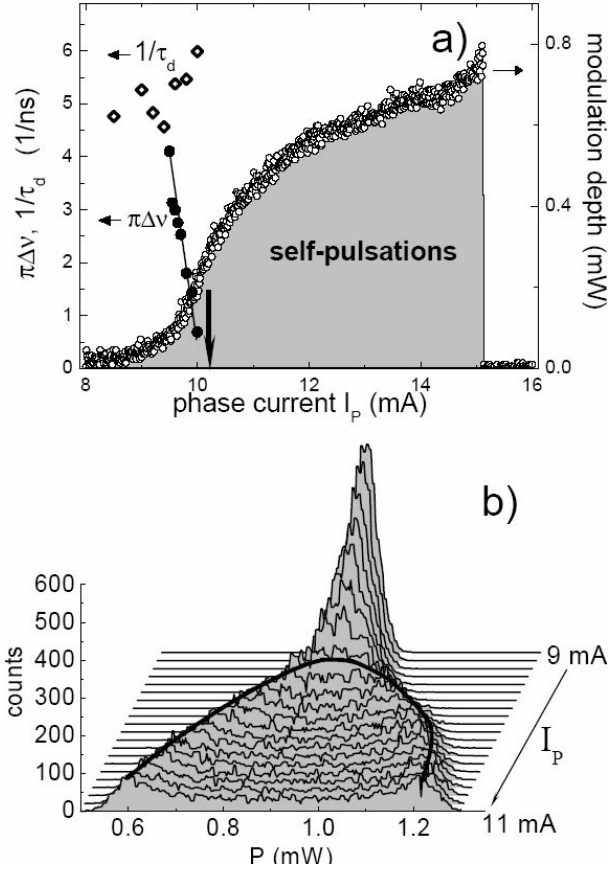 a)
1/τd
πΔν
self-pulsations
πΔν, 1/τd (1/ns)
6
5
4
3
2
1
0
0.8
0.4
0.0
modulation depth (mW)
8 10 12 14 16
phase current IP (mA)
b)
600
500
400
300
200
100
0
counts
9 mA
IP
11 mA
0.6 0.8 1.0 1.2
P (mW)